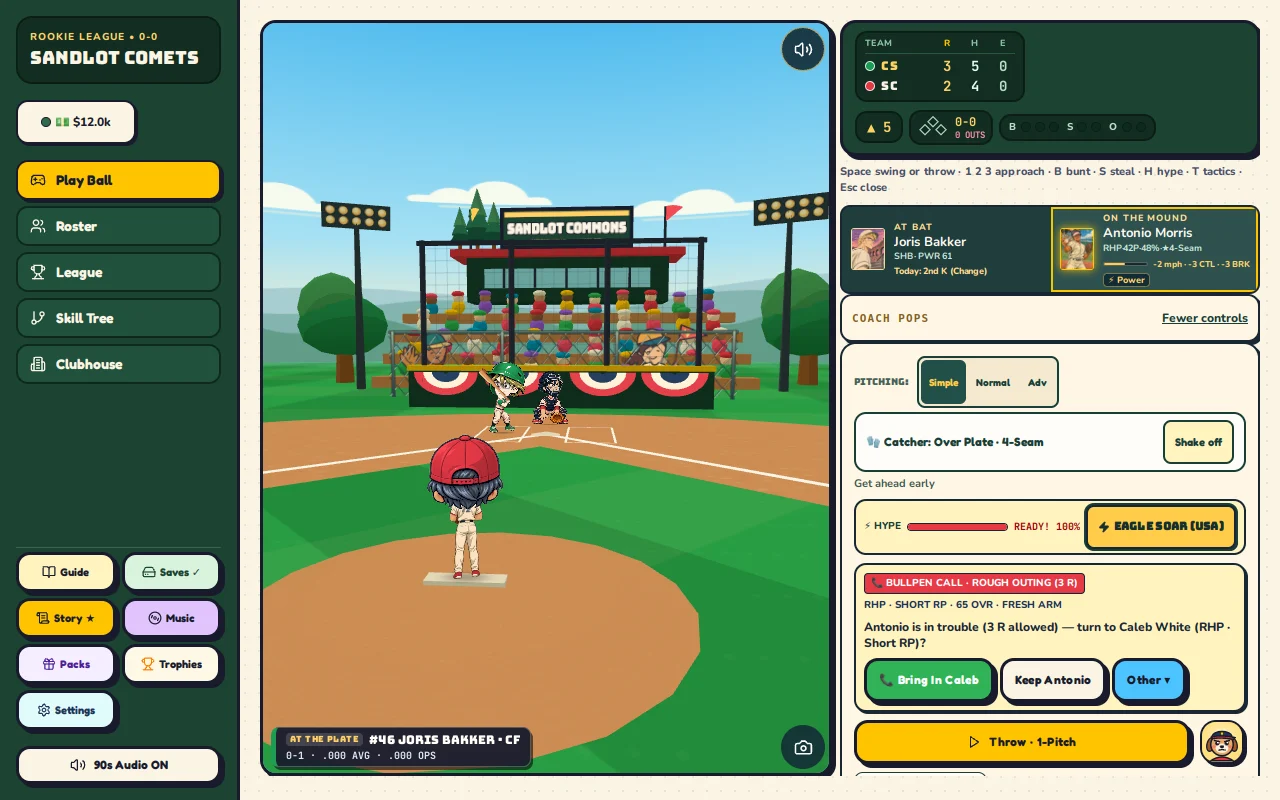 ROOKIE LEAGUE • 0-0
SANDLOT COMETS
$12.0k
Play Ball
Roster
League
Skill Tree
Clubhouse
Guide
Saves ✓
Story ★
Music
Packs
Trophies
Settings
90s Audio ON
SANDLOT COMMONS
AT THE PLATE #46 JORIS BAKKER • CF
0-1 · .000 AVG · .000 OPS
TEAM R H E
CS 3 5 0
SC 2 4 0
▲ 5
0-0
0 OUTS
B S O
Space swing or throw · 1 2 3 approach · B bunt · S steal · H hype · T tactics ·
Esc close
AT BAT
Joris Bakker
SHB · PWR 61
Today: 2nd K (Change)
ON THE MOUND
Antonio Morris
RHP·42P·48%·★4-Seam
-2 mph · -3 CTL · -3 BRK
⚡ Power
COACH POPS
Fewer controls
PITCHING:
Simple Normal Adv
Catcher: Over Plate · 4-Seam
Shake off
Get ahead early
⚡ HYPE READY! 100%
EAGLE SOAR (USA)
BULLPEN CALL · ROUGH OUTING (3 R)
RHP · SHORT RP · 65 OVR · FRESH ARM
Antonio is in trouble (3 R allowed) — turn to Caleb White (RHP ·
Short RP)?
Bring In Caleb
Keep Antonio
Other ▾
Throw · 1-Pitch